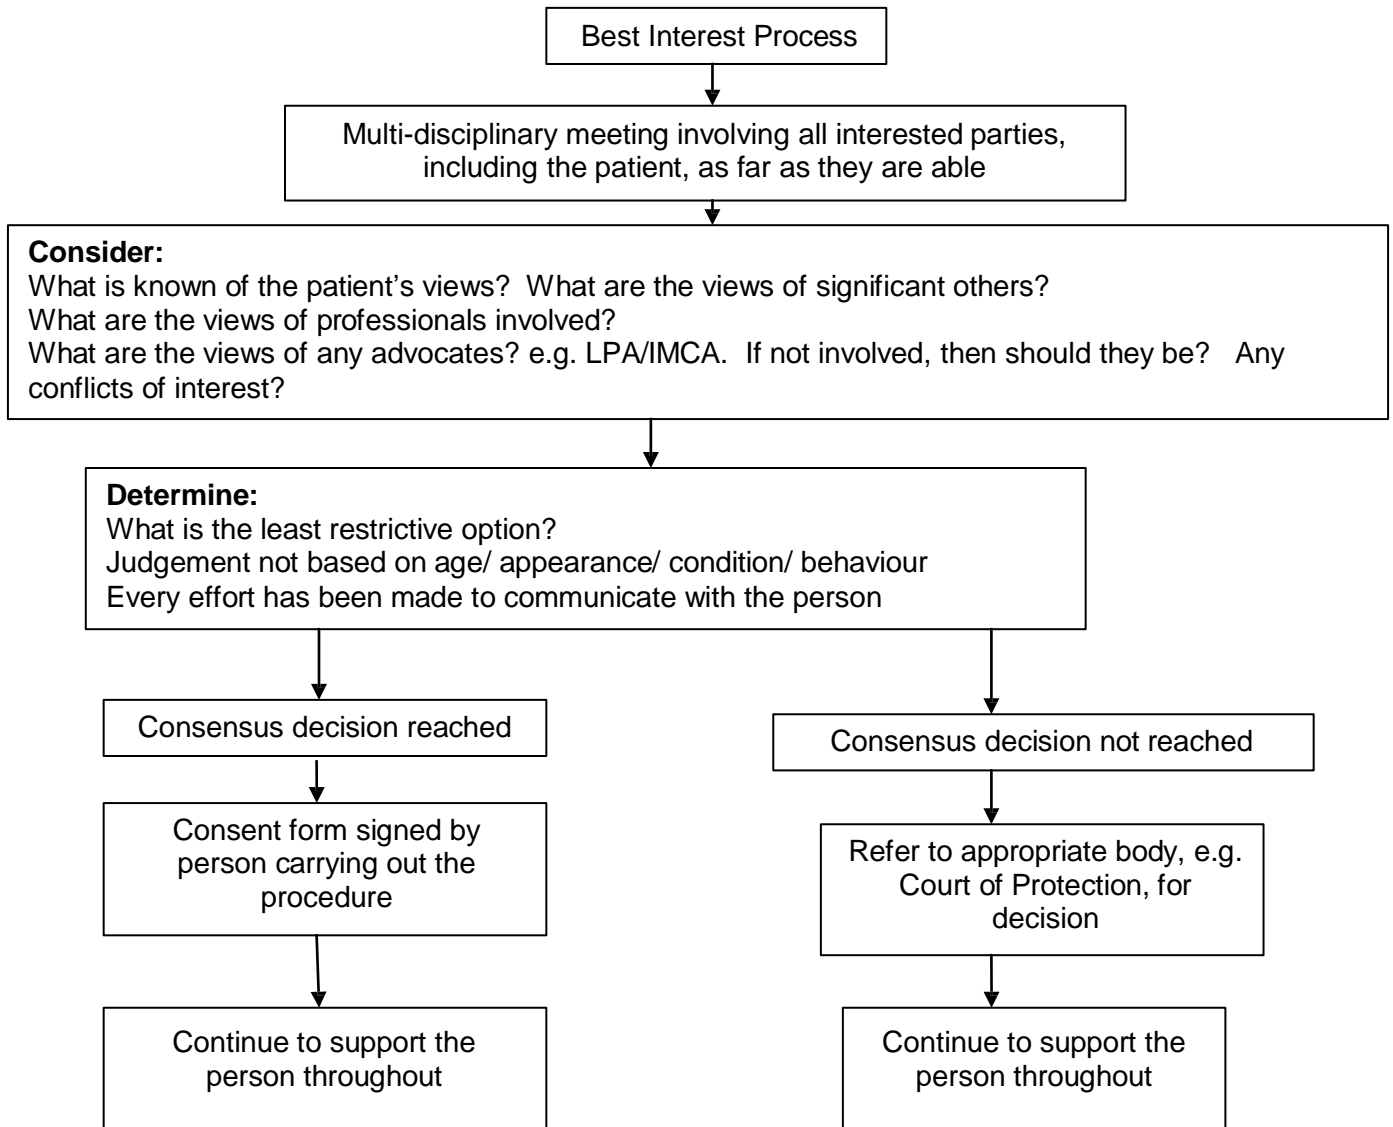 Best Interest Process
Multi-disciplinary meeting involving all interested parties,
including the patient, as far as they are able
Consider:
What is known of the patient’s views?  What are the views of significant others?
What are the views of professionals involved?
What are the views of any advocates? e.g. LPA/IMCA.  If not involved, then should they be?   Any
conflicts of interest?
Determine:
What is the least restrictive option?
Judgement not based on age/ appearance/ condition/ behaviour
Every effort has been made to communicate with the person
Consensus decision reached
Consensus decision not reached
Consent form signed by
person carrying out the
procedure
Refer to appropriate body, e.g.
Court of Protection, for
decision
Continue to support the
person throughout
Continue to support the
person throughout